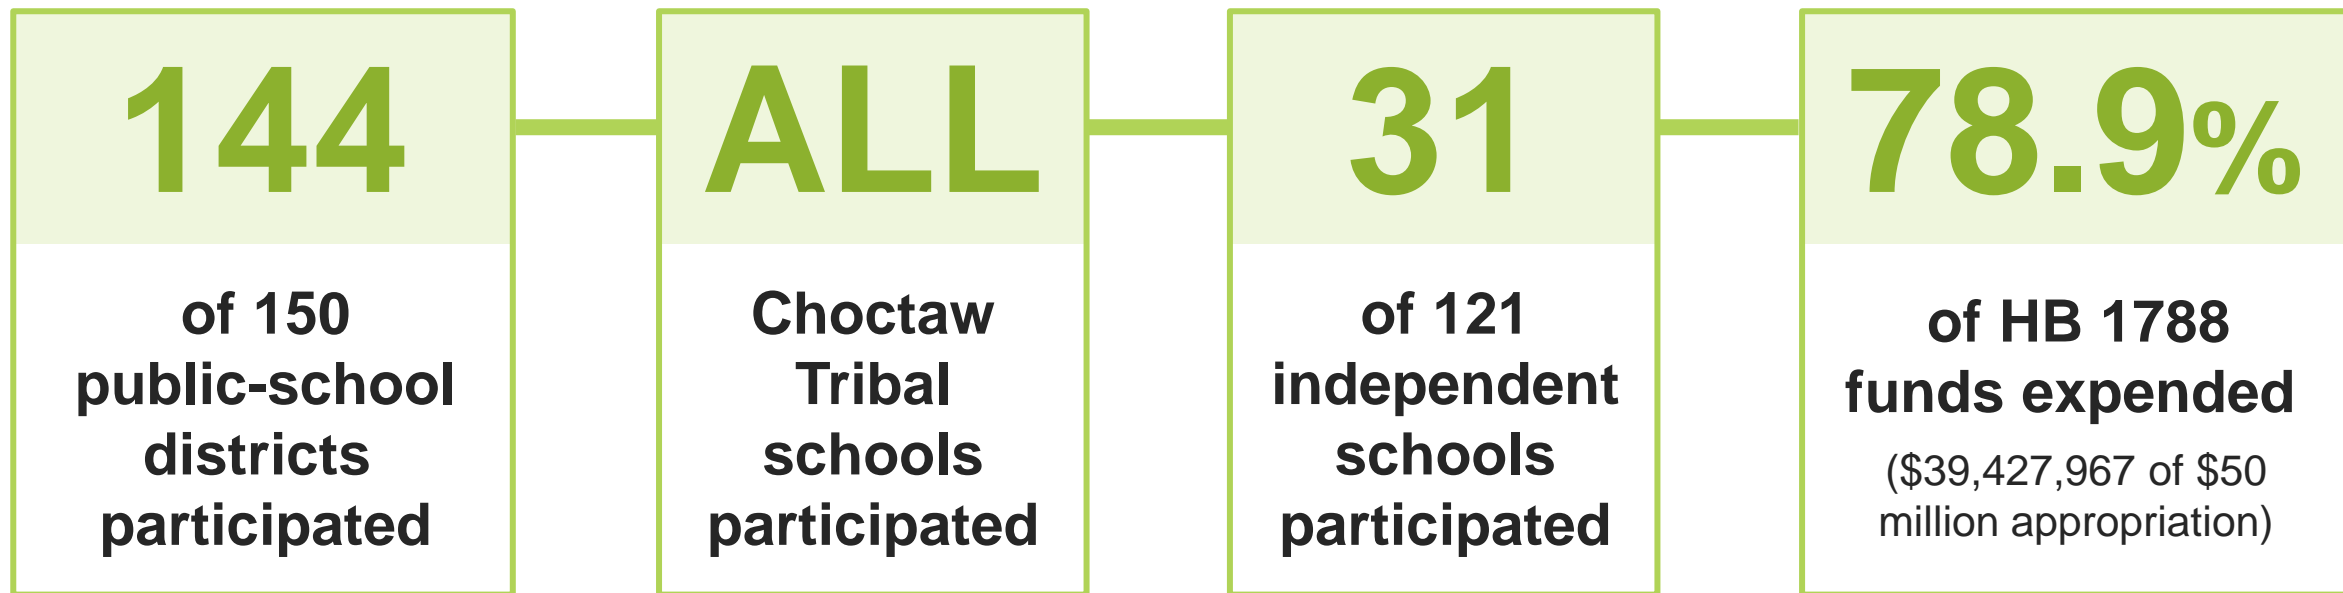 144
of 150
public-school
districts
participated
ALL
Choctaw
Tribal
schools
participated
31
of 121
independent
schools
participated
78.9%
of HB 1788
funds expended
($39,427,967 of $50
million appropriation)